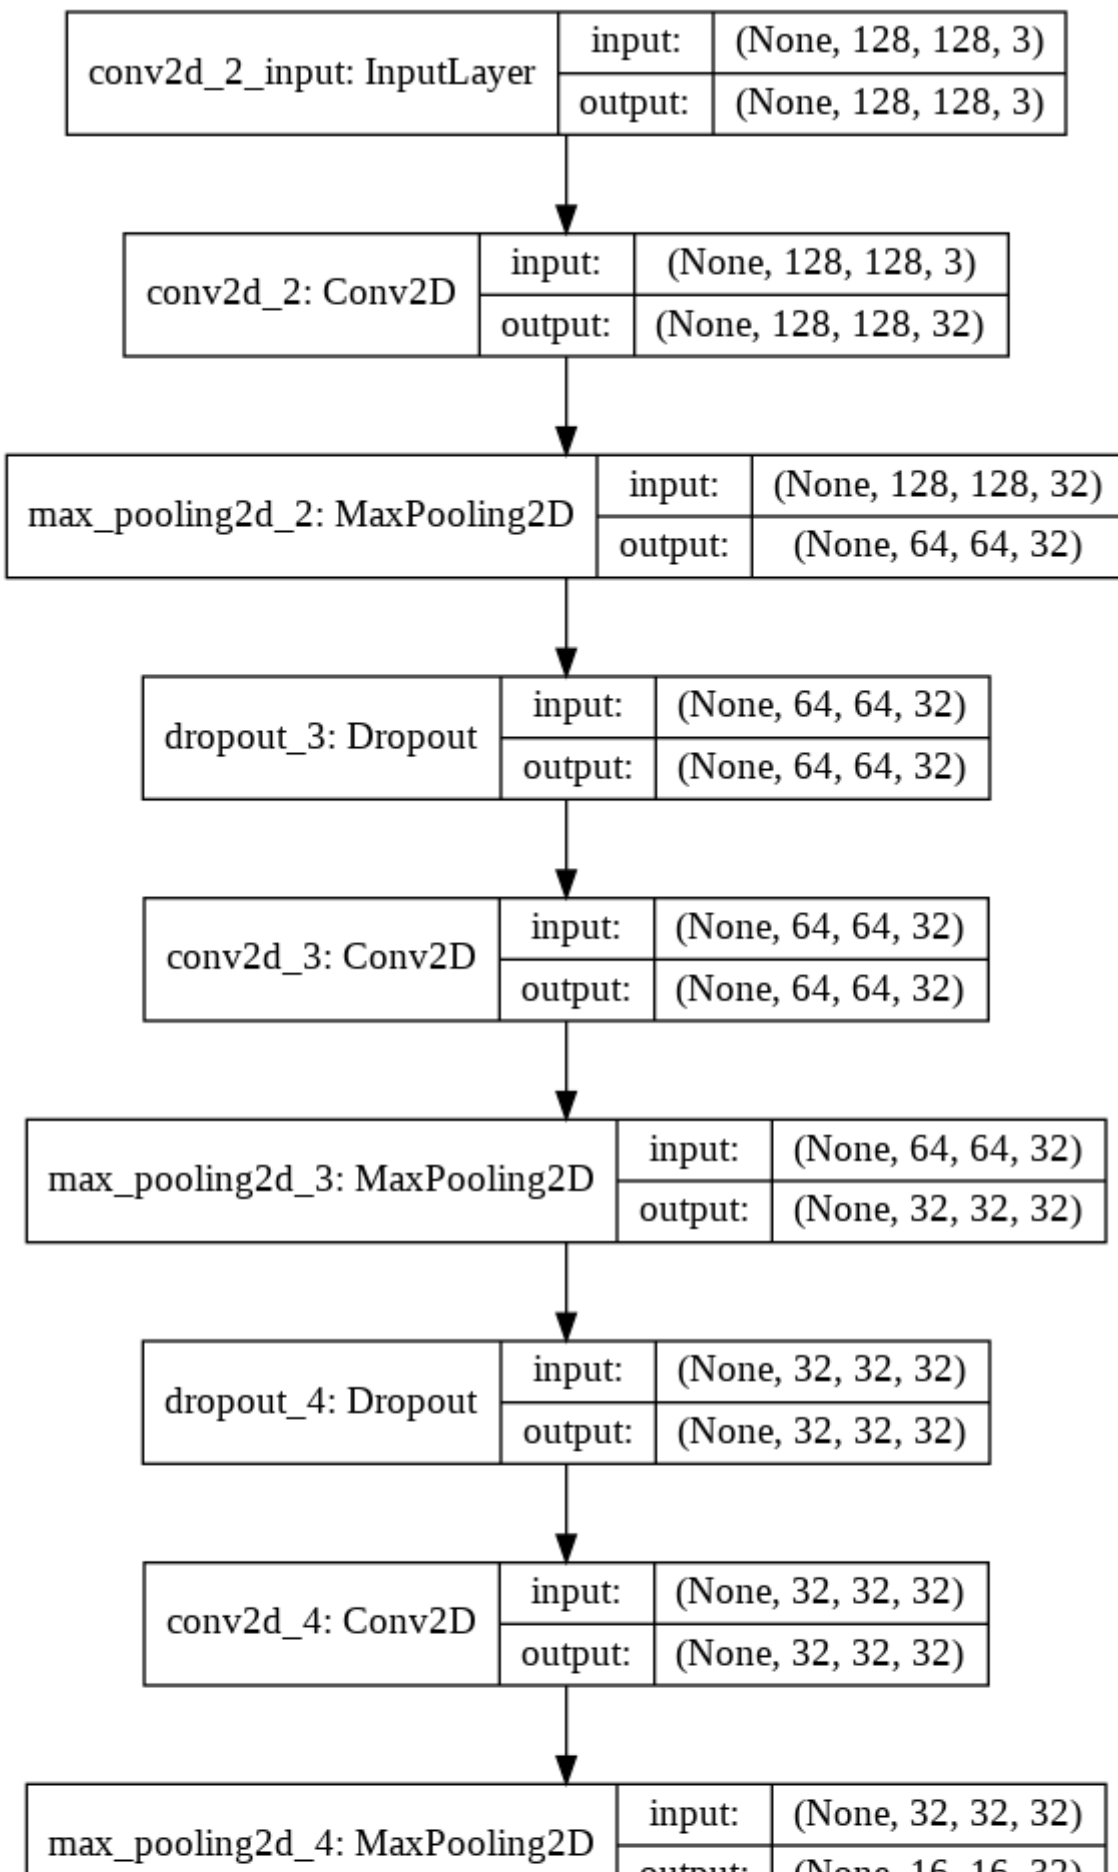 conv2d_2_input: InputLayer
input: (None, 128, 128, 3)
output: (None, 128, 128, 3)
conv2d_2: Conv2D
input: (None, 128, 128, 3)
output: (None, 128, 128, 32)
max_pooling2d_2: MaxPooling2D
input: (None, 128, 128, 32)
output: (None, 64, 64, 32)
dropout_3: Dropout
input: (None, 64, 64, 32)
output: (None, 64, 64, 32)
conv2d_3: Conv2D
input: (None, 64, 64, 32)
output: (None, 64, 64, 32)
max_pooling2d_3: MaxPooling2D
input: (None, 64, 64, 32)
output: (None, 32, 32, 32)
dropout_4: Dropout
input: (None, 32, 32, 32)
output: (None, 32, 32, 32)
conv2d_4: Conv2D
input: (None, 32, 32, 32)
output: (None, 32, 32, 32)
max_pooling2d_4: MaxPooling2D
input: (None, 32, 32, 32)
output: (None, 16, 16, 32)